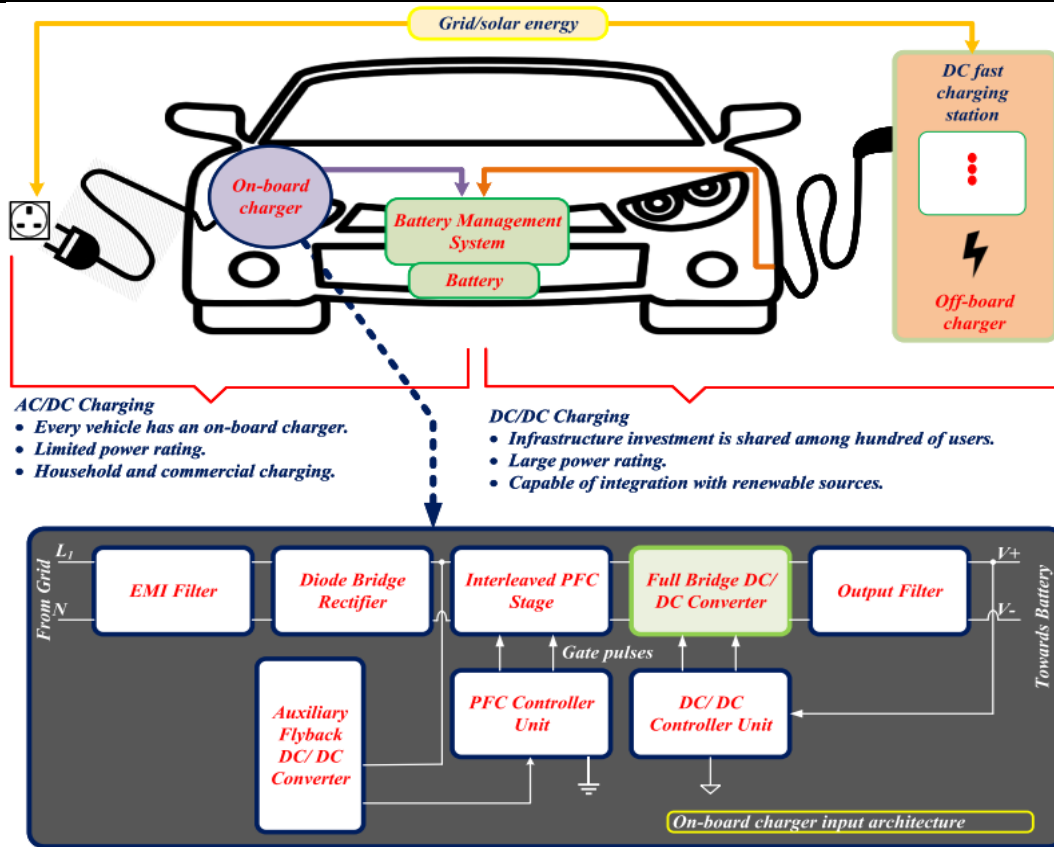 Grid/solar energy
DC fast
charging
station
On-board
charger
Battery Management
System
Battery
Off-board
charger
AC/DC Charging
• Every vehicle has an on-board charger.
• Limited power rating.
• Household and commercial charging.
DC/DC Charging
• Infrastructure investment is shared among hundred of users.
• Large power rating.
• Capable of integration with renewable sources.
From Grid
L1
N
EMI Filter
Diode Bridge
Rectifier
Interleaved PFC
Stage
Full Bridge DC/
DC Converter
Output Filter
V+
V-
Towards Battery
Gate pulses
Auxiliary
Flyback
DC/ DC
Converter
PFC Controller
Unit
DC/ DC
Controller Unit
On-board charger input architecture